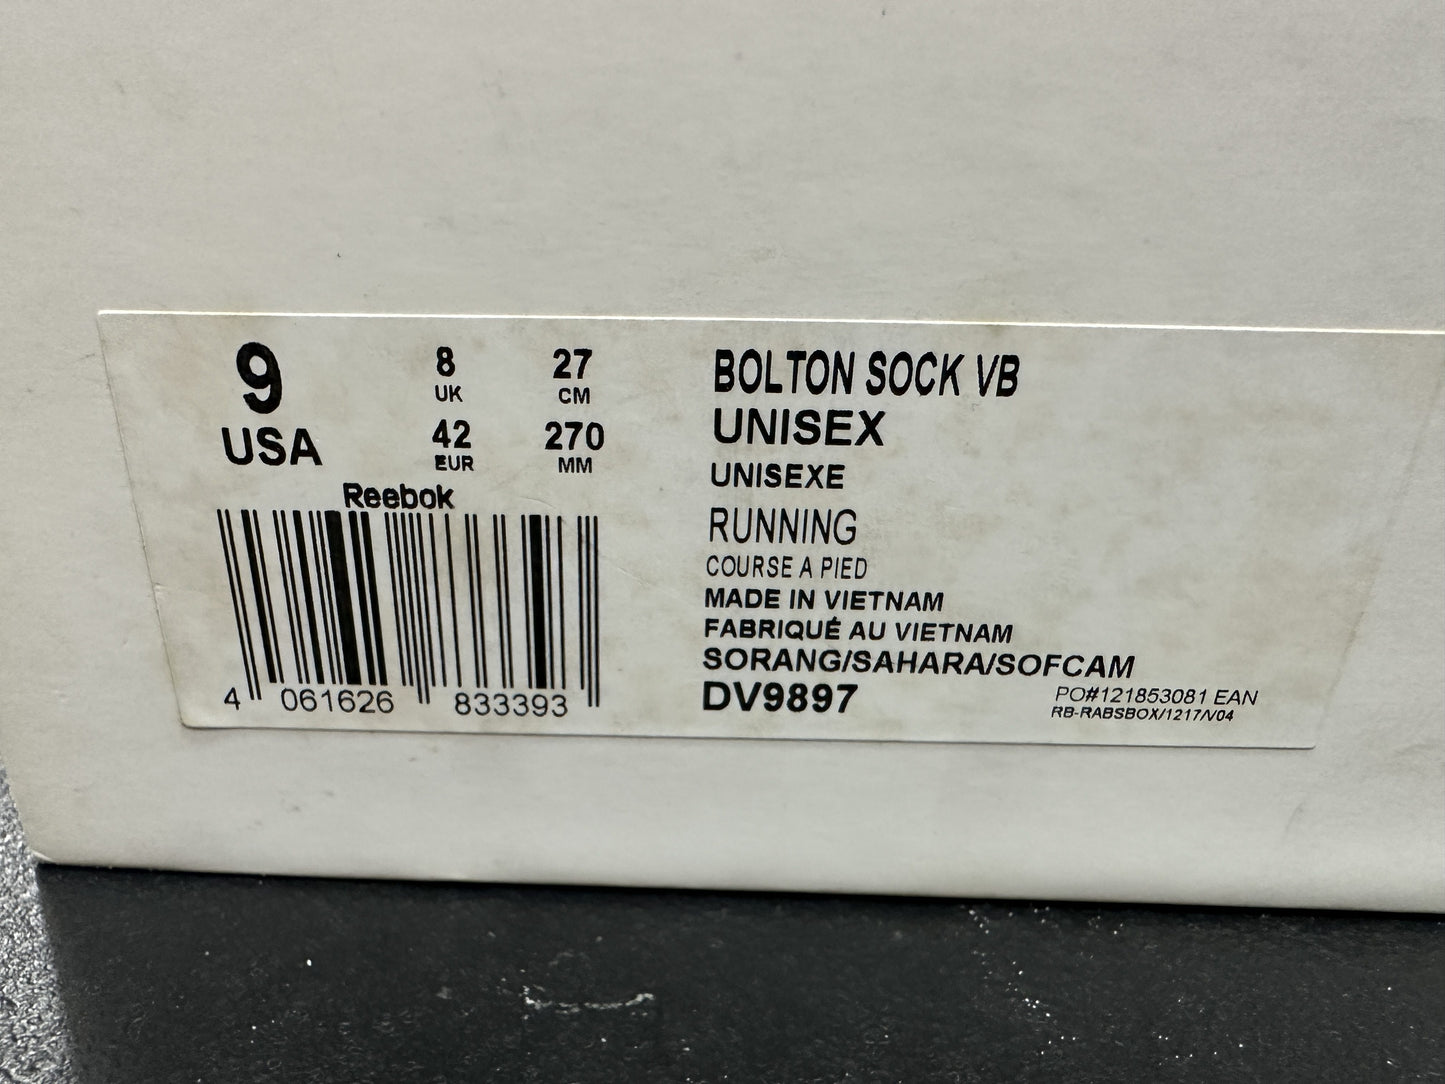 9
USA
8
UK
42
EUR
27
CM
270
MM
Reebok
4 061626 833393
BOLTON SOCK VB
UNISEX
UNISEXE
RUNNING
COURSE A PIED
MADE IN VIETNAM
FABRIQUÉ AU VIETNAM
SORANG/SAHARA/SOFCAM
DV9897
PO#121853081 EAN
RB-RABSBOX/1217/V04